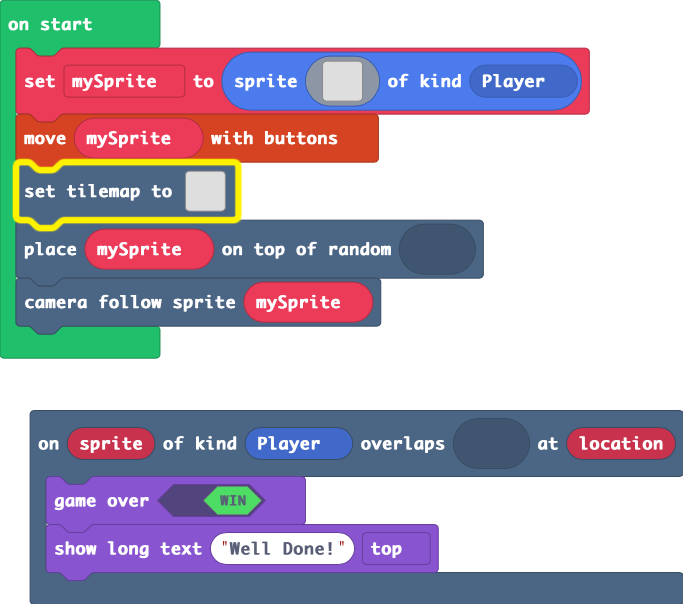 on start
set mySprite to sprite of kind Player
move mySprite with buttons
set tilemap to
place mySprite on top of random
camera follow sprite mySprite
on sprite of kind Player overlaps at location
game over WIN
show long text "Well Done!" top